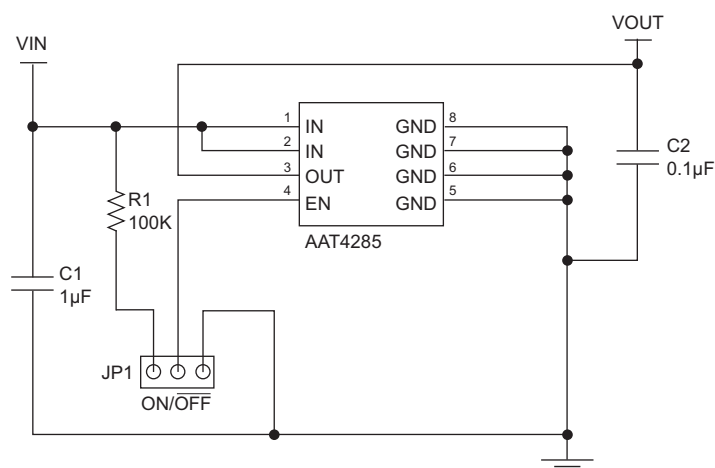 VOUT
VIN
1 IN GND 8
2 IN GND 7
3 OUT GND 6
4 EN GND 5
AAT4285
C2
0.1µF
R1
100K
C1
1µF
JP1
ON/OFF